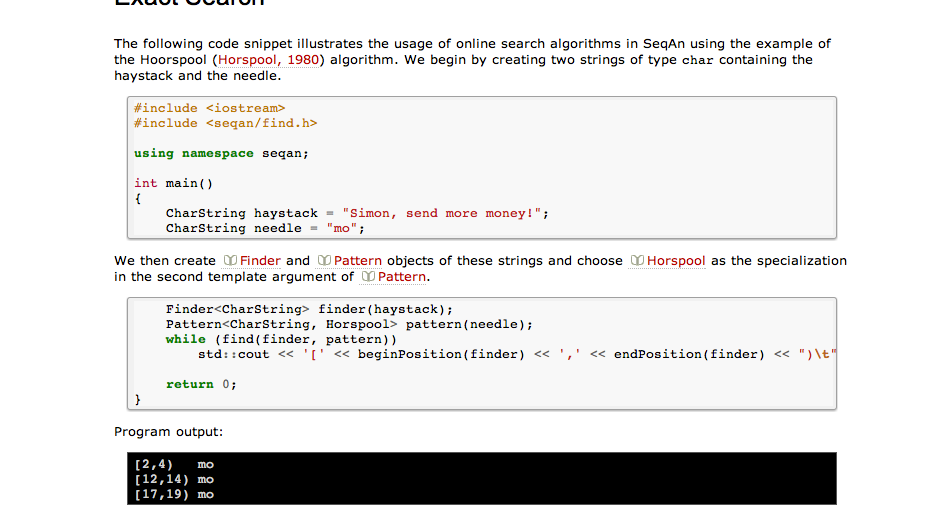 Exact Search
The following code snippet illustrates the usage of online search algorithms in SeqAn using the example of
the Hoorspool (Horspool, 1980) algorithm. We begin by creating two strings of type char containing the
haystack and the needle.
#include <iostream>
#include <seqan/find.h>
using namespace seqan;
int main()
{
    CharString haystack = "Simon, send more money!";
    CharString needle = "mo";
We then create Finder and Pattern objects of these strings and choose Horspool as the specialization
in the second template argument of Pattern.
    Finder<CharString> finder(haystack);
    Pattern<CharString, Horspool> pattern(needle);
    while (find(finder, pattern))
        std::cout << '[' << beginPosition(finder) << ',' << endPosition(finder) << ")\t"
    return 0;
}
Program output:
[2,4)   mo
[12,14) mo
[17,19) mo